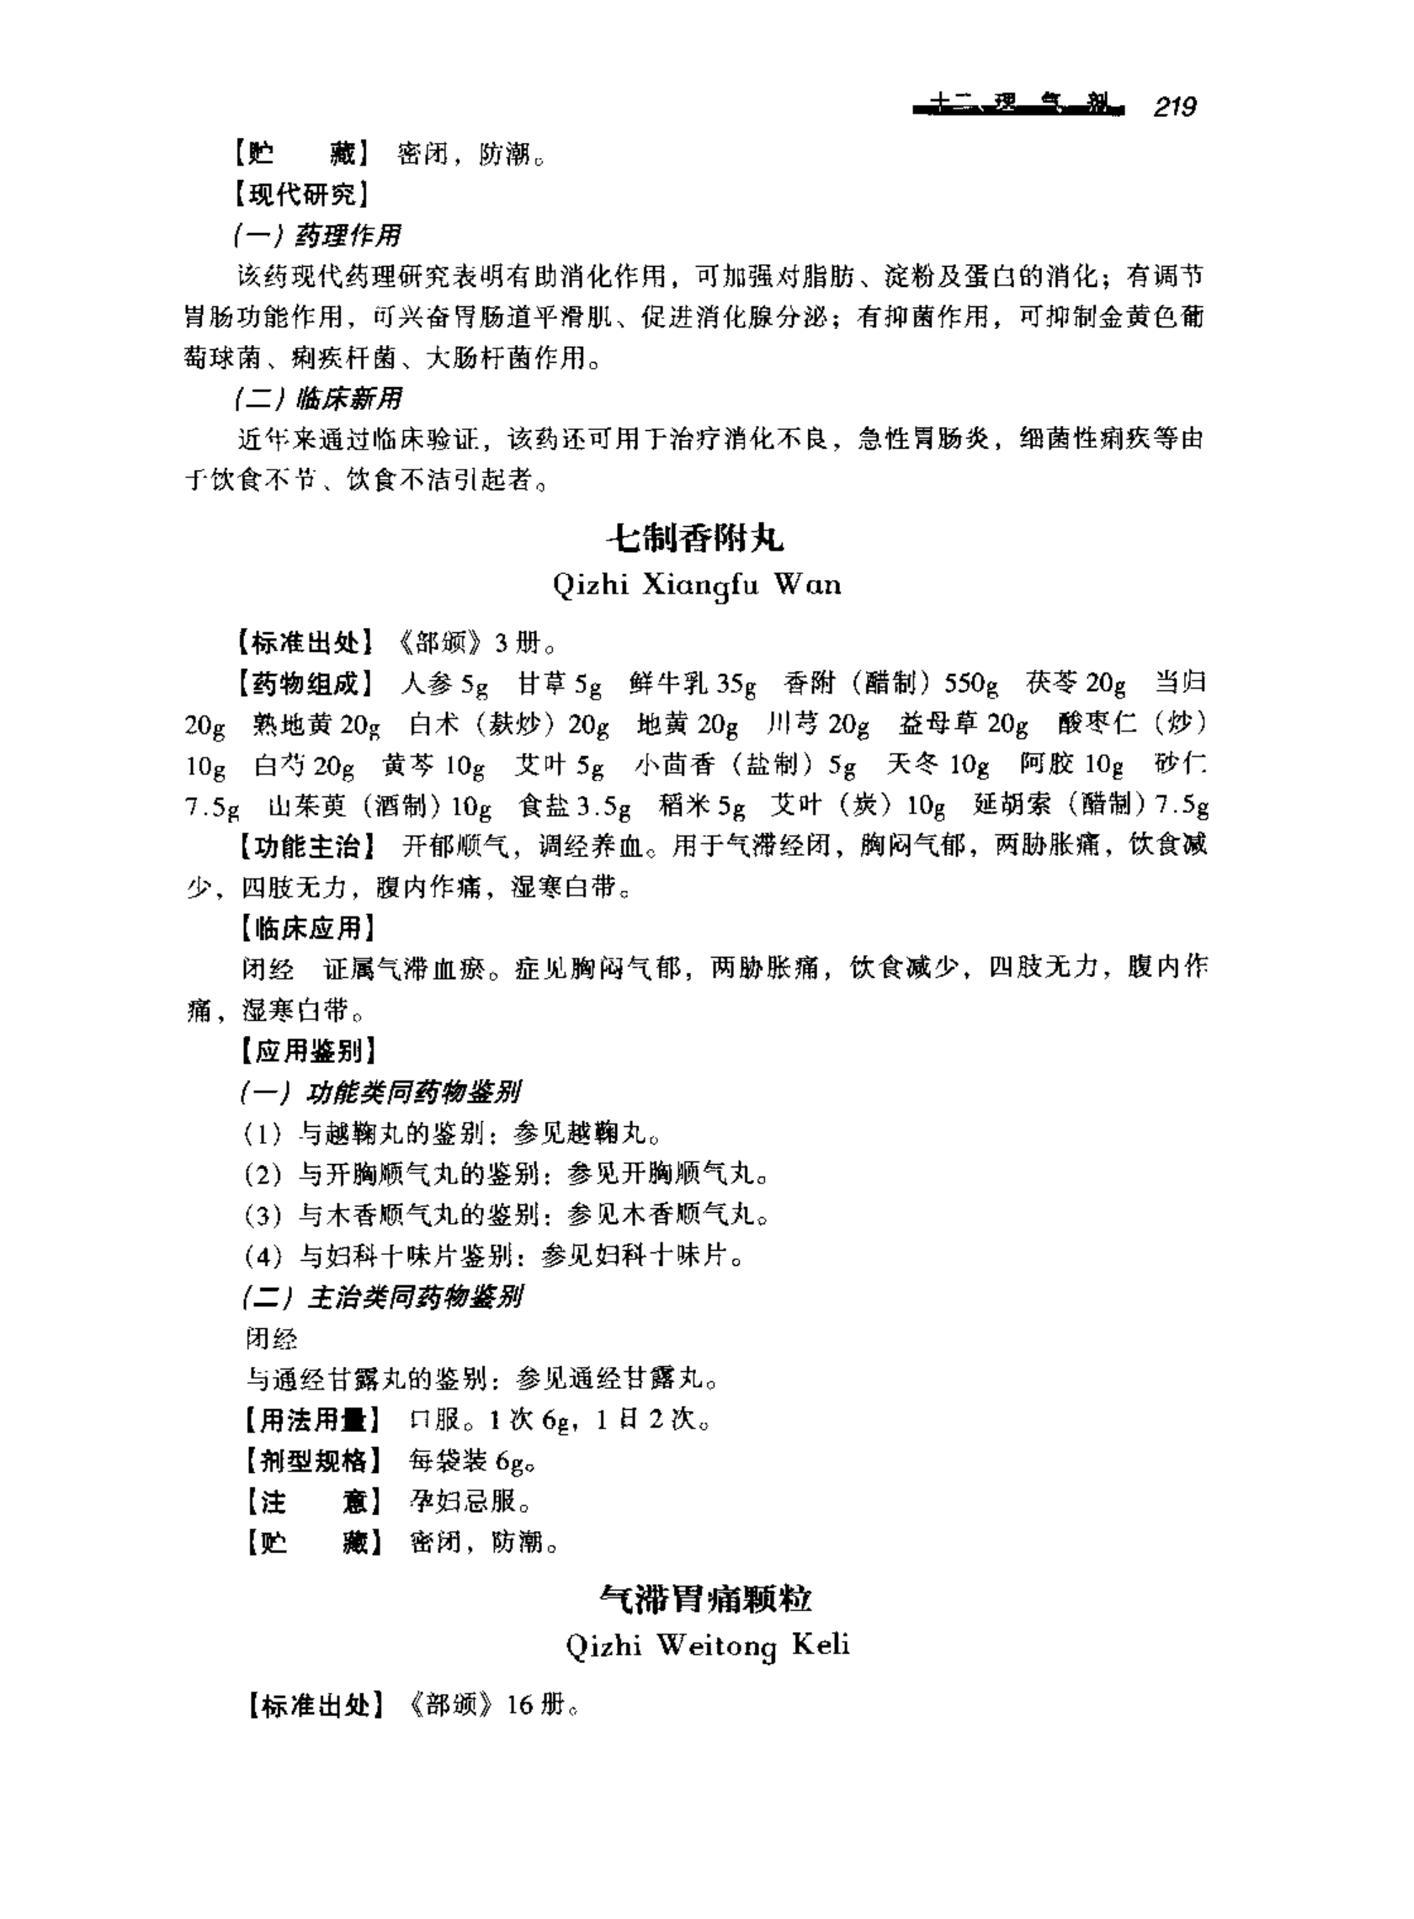 十二、理气剂 219
【贮　　藏】 密闭，防潮。
【现代研究】
（一）药理作用
该药现代药理研究表明有助消化作用，可加强对脂肪、淀粉及蛋白的消化；有调节
胃肠功能作用，可兴奋胃肠道平滑肌、促进消化腺分泌；有抑菌作用，可抑制金黄色葡
萄球菌、痢疾杆菌、大肠杆菌作用。
（二）临床新用
近年来通过临床验证，该药还可用于治疗消化不良，急性胃肠炎，细菌性痢疾等由
于饮食不节、饮食不洁引起者。
七制香附丸
Qizhi Xiangfu Wan
【标准出处】《部颁》3 册。
【药物组成】 人参 5g　甘草 5g　鲜牛乳 35g　香附（醋制）550g　茯苓 20g　当归
20g　熟地黄 20g　白术（麸炒）20g　地黄 20g　川芎 20g　益母草 20g　酸枣仁（炒）
10g　白芍 20g　黄芩 10g　艾叶 5g　小茴香（盐制）5g　天冬 10g　阿胶 10g　砂仁
7.5g　山茱萸（酒制）10g　食盐 3.5g　稻米 5g　艾叶（炭）10g　延胡索（醋制）7.5g
【功能主治】 开郁顺气，调经养血。用于气滞经闭，胸闷气郁，两胁胀痛，饮食减
少，四肢无力，腹内作痛，湿寒白带。
【临床应用】
闭经　证属气滞血瘀。症见胸闷气郁，两胁胀痛，饮食减少，四肢无力，腹内作
痛，湿寒白带。
【应用鉴别】
（一）功能类同药物鉴别
（1）与越鞠丸的鉴别：参见越鞠丸。
（2）与开胸顺气丸的鉴别：参见开胸顺气丸。
（3）与木香顺气丸的鉴别：参见木香顺气丸。
（4）与妇科十味片鉴别：参见妇科十味片。
（二）主治类同药物鉴别
闭经
与通经甘露丸的鉴别：参见通经甘露丸。
【用法用量】 口服。1 次 6g，1 日 2 次。
【剂型规格】 每袋装 6g。
【注　　意】 孕妇忌服。
【贮　　藏】 密闭，防潮。
气滞胃痛颗粒
Qizhi Weitong Keli
【标准出处】《部颁》16 册。